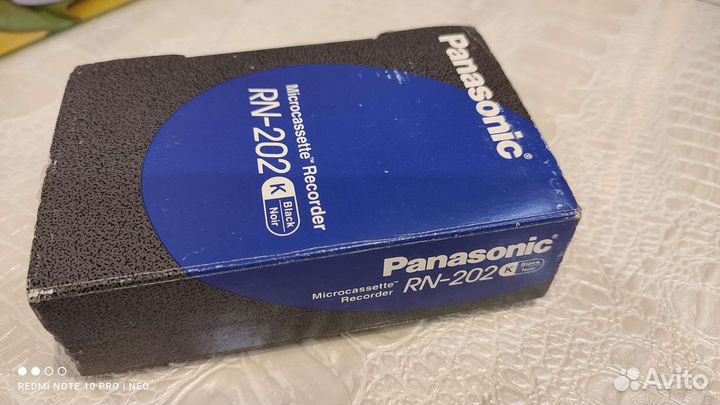 Panasonic®
Microcassette™ Recorder
RN-202 K Black
Noir
Panasonic®
Microcassette™
Recorder
RN-202 K Black
Noir
REDMI NOTE 10 PRO | NEO.
Avito